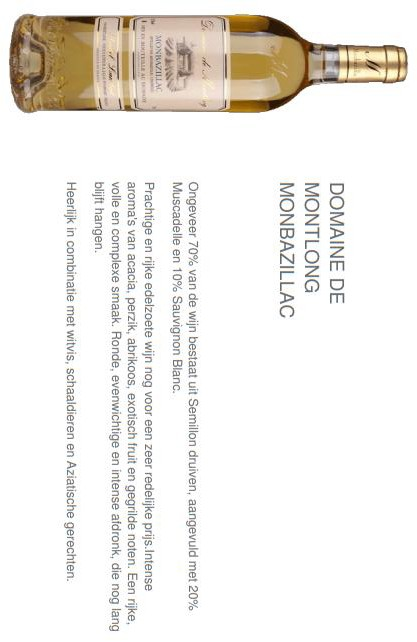 DOMAINE DE
MONTLONG
MONBAZILLAC
Ongeveer 70% van de wijn bestaat uit Semillon druiven, aangevuld met 20%
Muscadelle en 10% Sauvignon Blanc.
Prachtige en rijke edelzoete wijn nog voor een zeer redelijke prijs.Intense
aroma's van acacia, perzik, abrikoos, exotisch fruit en gegrilde noten. Een rijke,
volle en complexe smaak. Ronde, evenwichtige en intense afdronk, die nog lang
blijft hangen.
Heerlijk in combinatie met witvis, schaaldieren en Aziatische gerechten.
MONBAZILLAC